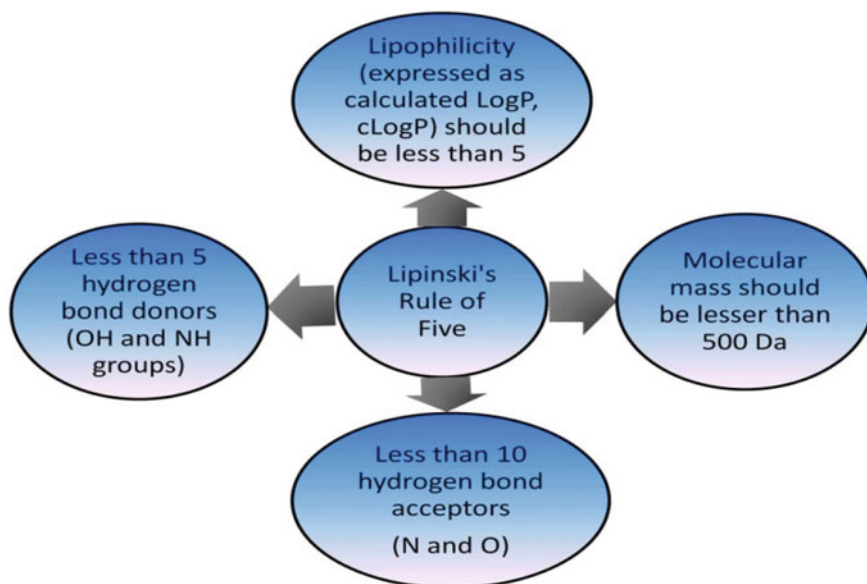 Lipophilicity
(expressed as
calculated LogP,
cLogP) should
be less than 5
Less than 5
hydrogen
bond donors
(OH and NH
groups)
Lipinski's
Rule of
Five
Molecular
mass should
be lesser than
500 Da
Less than 10
hydrogen bond
acceptors
(N and O)